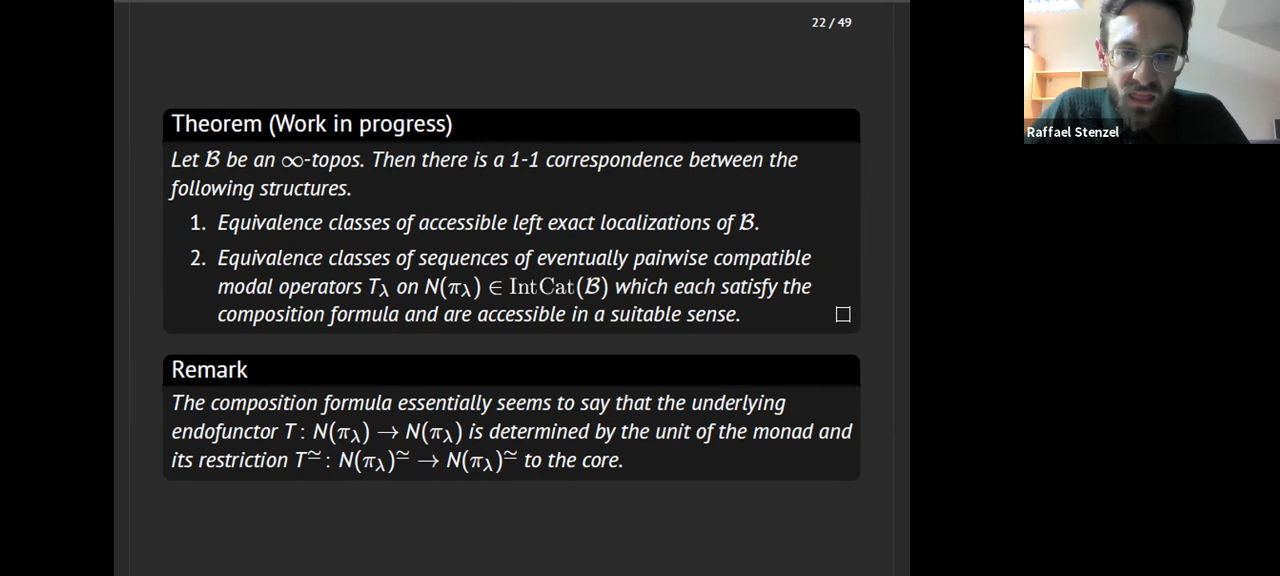 22 / 49
Theorem (Work in progress)
Let ℬ be an ∞-topos. Then there is a 1-1 correspondence between the
following structures.
1. Equivalence classes of accessible left exact localizations of ℬ.
2. Equivalence classes of sequences of eventually pairwise compatible
modal operators T_λ on N(π_λ) ∈ IntCat(ℬ) which each satisfy the
composition formula and are accessible in a suitable sense. □
Remark
The composition formula essentially seems to say that the underlying
endofunctor T : N(π_λ) → N(π_λ) is determined by the unit of the monad and
its restriction T^≃ : N(π_λ)^≃ → N(π_λ)^≃ to the core.
Raffael Stenzel